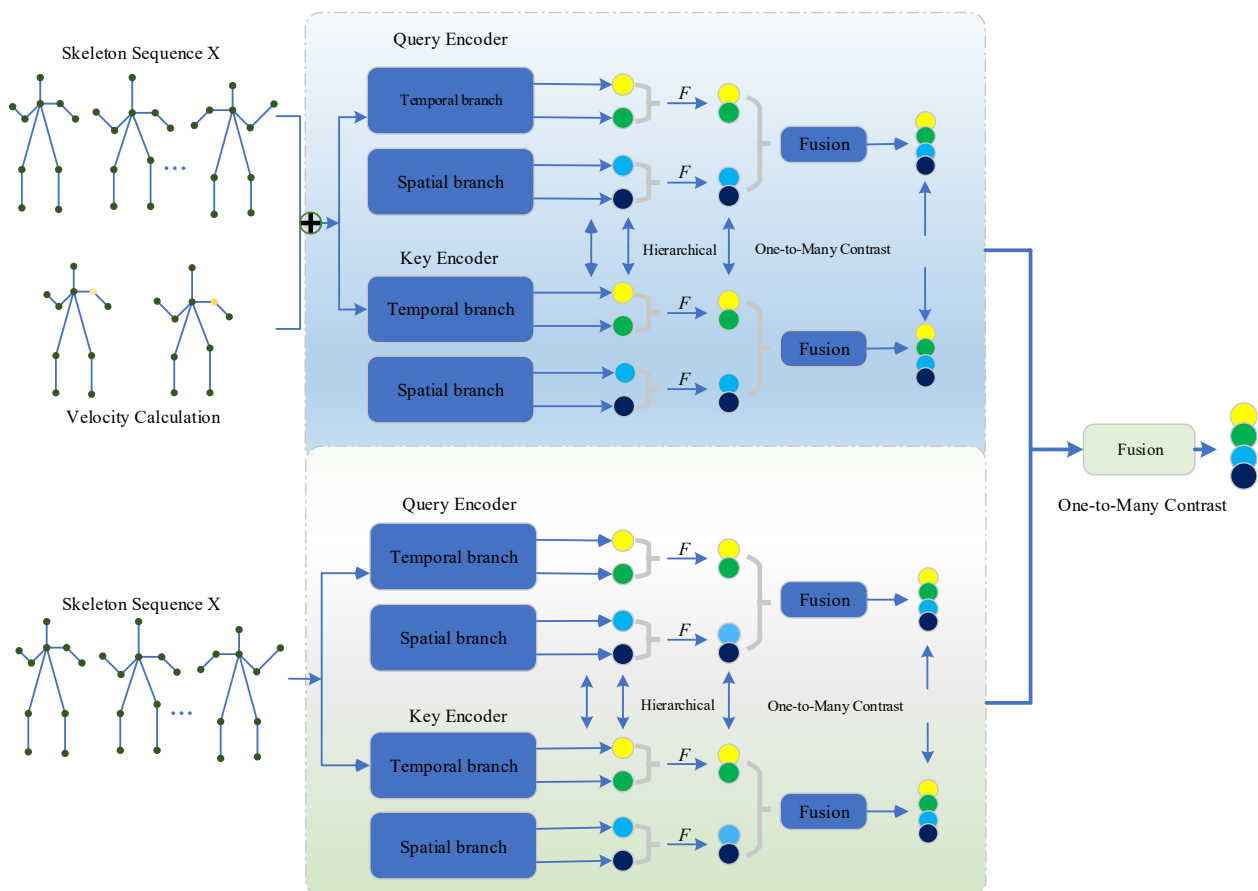 Skeleton Sequence X
Velocity Calculation
Query Encoder
Temporal branch
F
Spatial branch
F
Fusion
Hierarchical
One-to-Many Contrast
Key Encoder
Temporal branch
F
Spatial branch
F
Fusion
Skeleton Sequence X
Query Encoder
Temporal branch
F
Spatial branch
F
Fusion
Hierarchical
One-to-Many Contrast
Key Encoder
Temporal branch
F
Spatial branch
F
Fusion
Fusion
One-to-Many Contrast